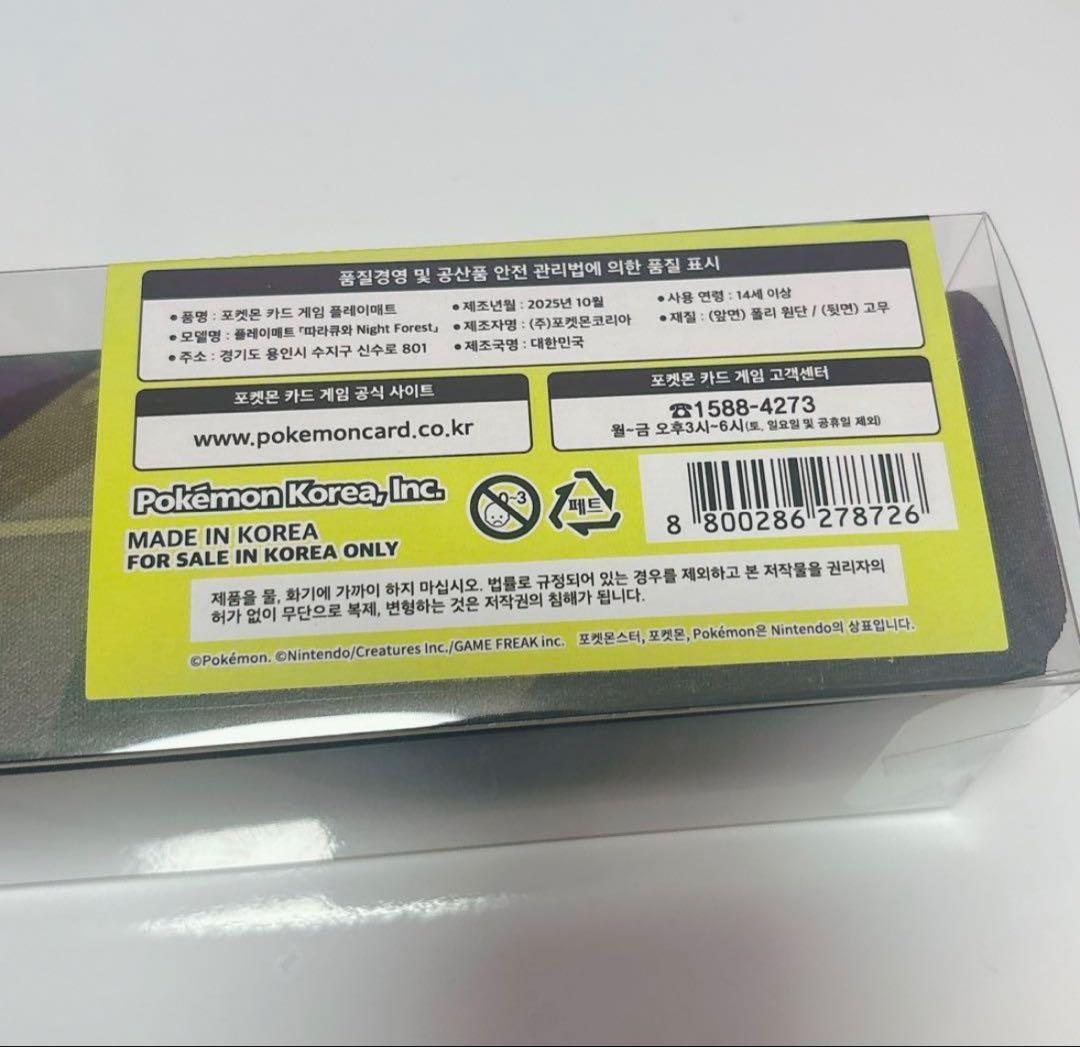 품질경영 및 공산품 안전 관리법에 의한 품질 표시
• 품명 : 포켓몬 카드 게임 플레이매트
• 모델명 : 플레이매트 「따라큐와 Night Forest」
• 주소 : 경기도 용인시 수지구 신수로 801
• 제조년월 : 2025년 10월
• 제조자명 : (주)포켓몬코리아
• 제조국명 : 대한민국
• 사용 연령 : 14세 이상
• 재질 : (앞면) 폴리 원단 / (뒷면) 고무
포켓몬 카드 게임 공식 사이트
www.pokemoncard.co.kr
포켓몬 카드 게임 고객센터
☎1588-4273
월~금 오후3시~6시(토, 일요일 및 공휴일 제외)
Pokémon Korea, Inc.
MADE IN KOREA
FOR SALE IN KOREA ONLY
0~3
페트
8 800286 278726
제품을 물, 화기에 가까이 하지 마십시오. 법률로 규정되어 있는 경우를 제외하고 본 저작물을 권리자의
허가 없이 무단으로 복제, 변형하는 것은 저작권의 침해가 됩니다.
©Pokémon. ©Nintendo/Creatures Inc./GAME FREAK inc. 포켓몬스터, 포켓몬, Pokémon은 Nintendo의 상표입니다.